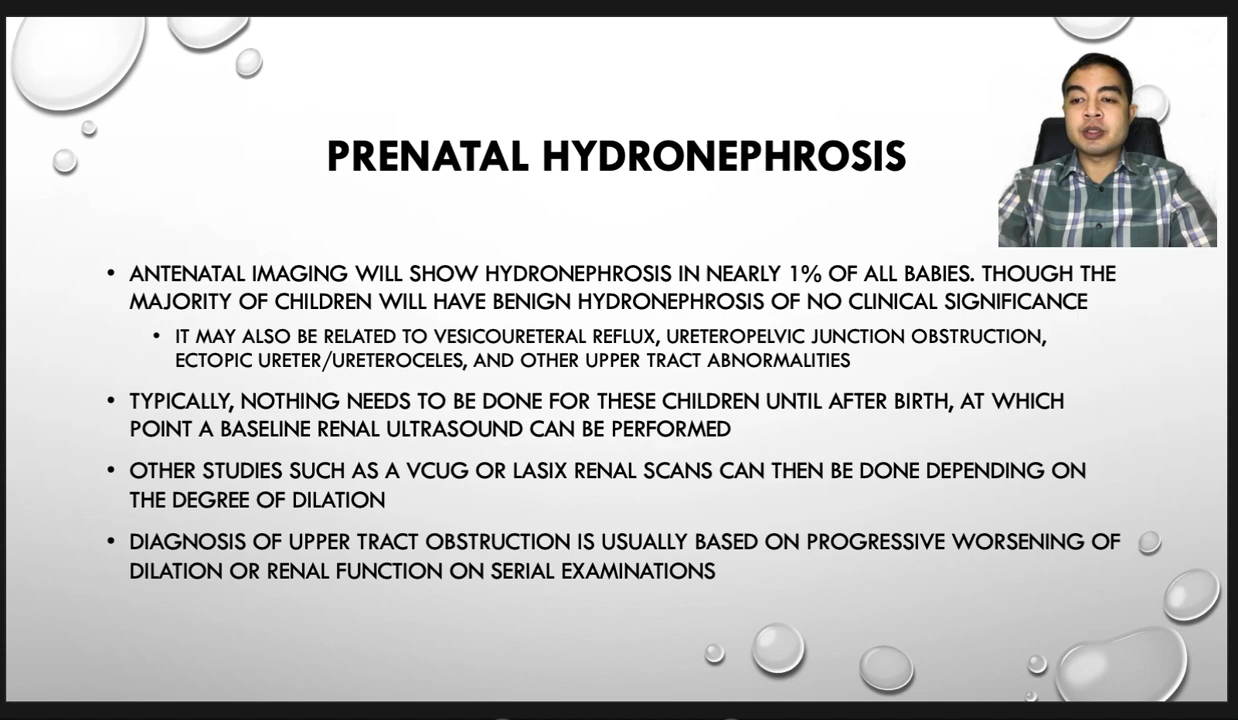 PRENATAL HYDRONEPHROSIS
• ANTENATAL IMAGING WILL SHOW HYDRONEPHROSIS IN NEARLY 1% OF ALL BABIES. THOUGH THE
MAJORITY OF CHILDREN WILL HAVE BENIGN HYDRONEPHROSIS OF NO CLINICAL SIGNIFICANCE
• IT MAY ALSO BE RELATED TO VESICOURETERAL REFLUX, URETEROPELVIC JUNCTION OBSTRUCTION,
ECTOPIC URETER/URETEROCELES, AND OTHER UPPER TRACT ABNORMALITIES
• TYPICALLY, NOTHING NEEDS TO BE DONE FOR THESE CHILDREN UNTIL AFTER BIRTH, AT WHICH
POINT A BASELINE RENAL ULTRASOUND CAN BE PERFORMED
• OTHER STUDIES SUCH AS A VCUG OR LASIX RENAL SCANS CAN THEN BE DONE DEPENDING ON
THE DEGREE OF DILATION
• DIAGNOSIS OF UPPER TRACT OBSTRUCTION IS USUALLY BASED ON PROGRESSIVE WORSENING OF
DILATION OR RENAL FUNCTION ON SERIAL EXAMINATIONS